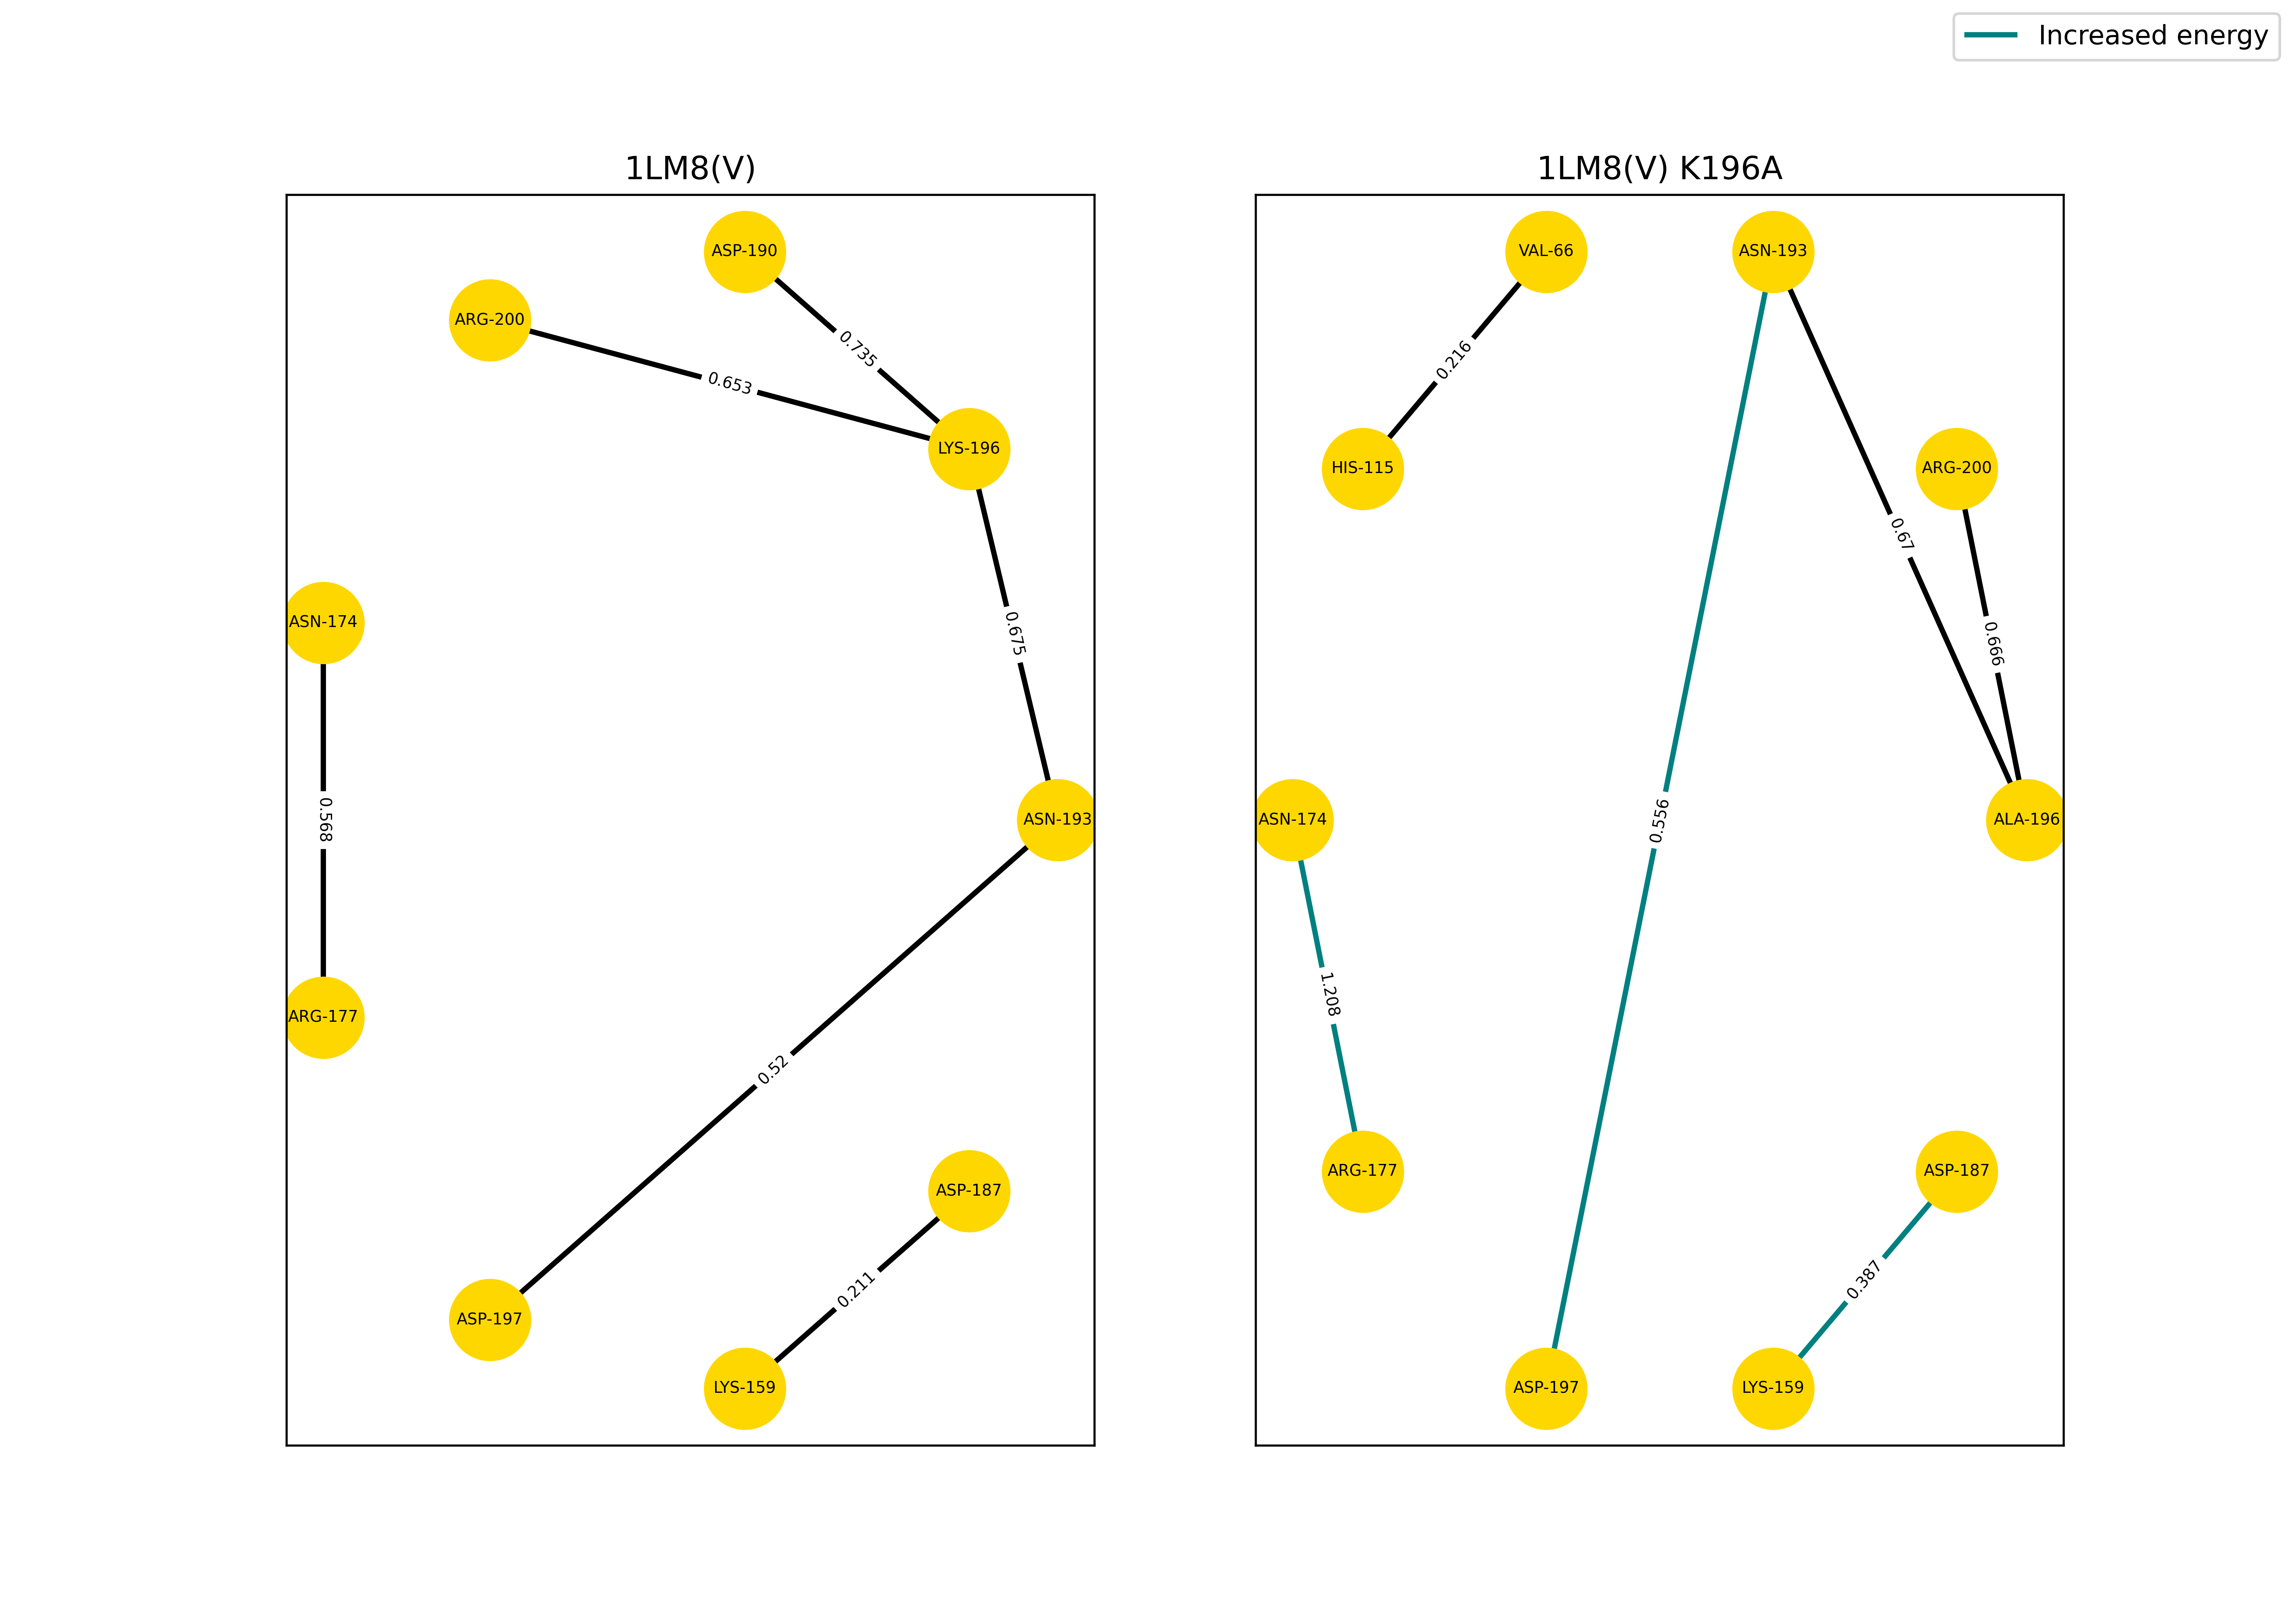 Increased energy
1LM8(V)
ASP-190
ARG-200
0.735
0.653
LYS-196
ASN-174
0.675
0.568
ASN-193
ARG-177
0.52
ASP-187
0.211
ASP-197
LYS-159
1LM8(V) K196A
VAL-66
ASN-193
0.216
HIS-115
ARG-200
0.67
0.666
ASN-174
0.556
ALA-196
1.208
ARG-177
ASP-187
0.387
ASP-197
LYS-159